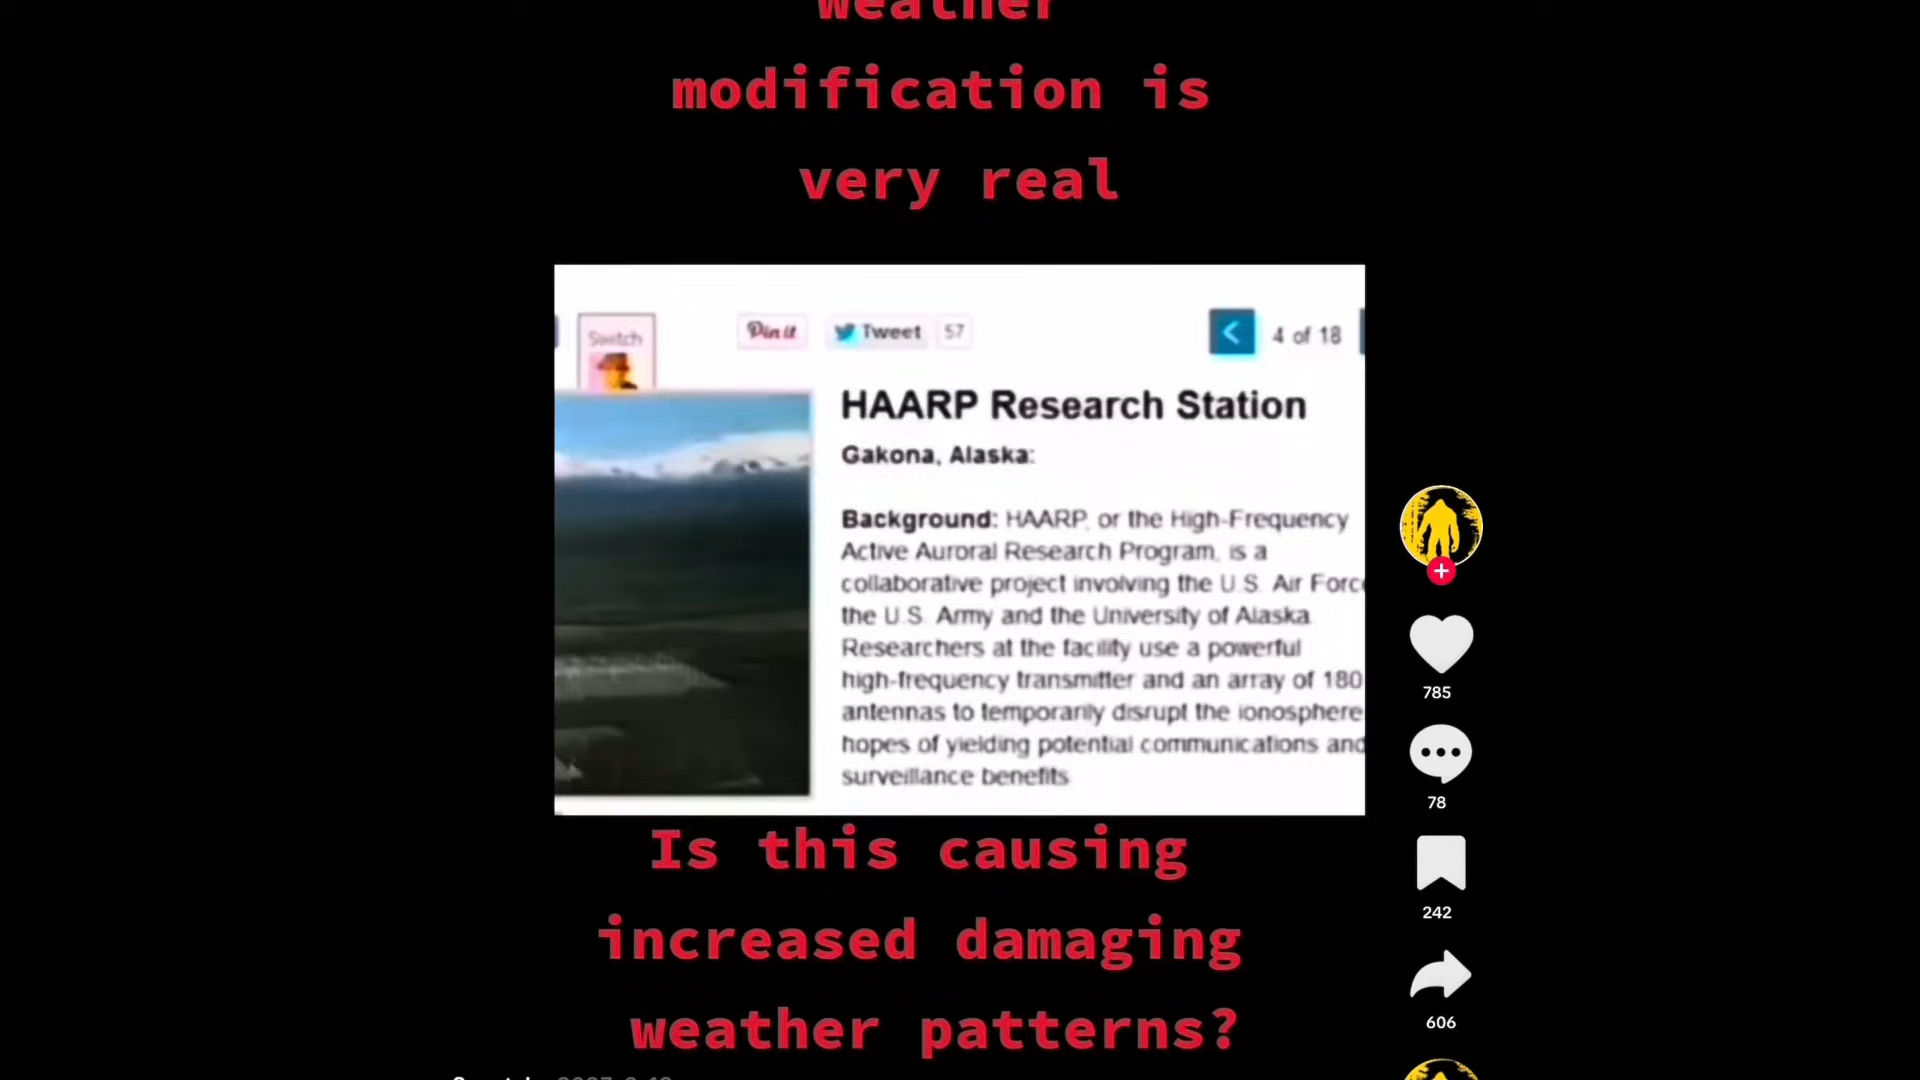 weather
modification is
very real
Switch
Pin it
Tweet 57
4 of 18
HAARP Research Station
Gakona, Alaska:
Background: HAARP, or the High-Frequency
Active Auroral Research Program, is a
collaborative project involving the U.S. Air Force
the U.S. Army and the University of Alaska.
Researchers at the facility use a powerful
high-frequency transmitter and an array of 180
antennas to temporarily disrupt the ionosphere
hopes of yielding potential communications and
surveillance benefits
785
78
242
606
Is this causing
increased damaging
weather patterns?